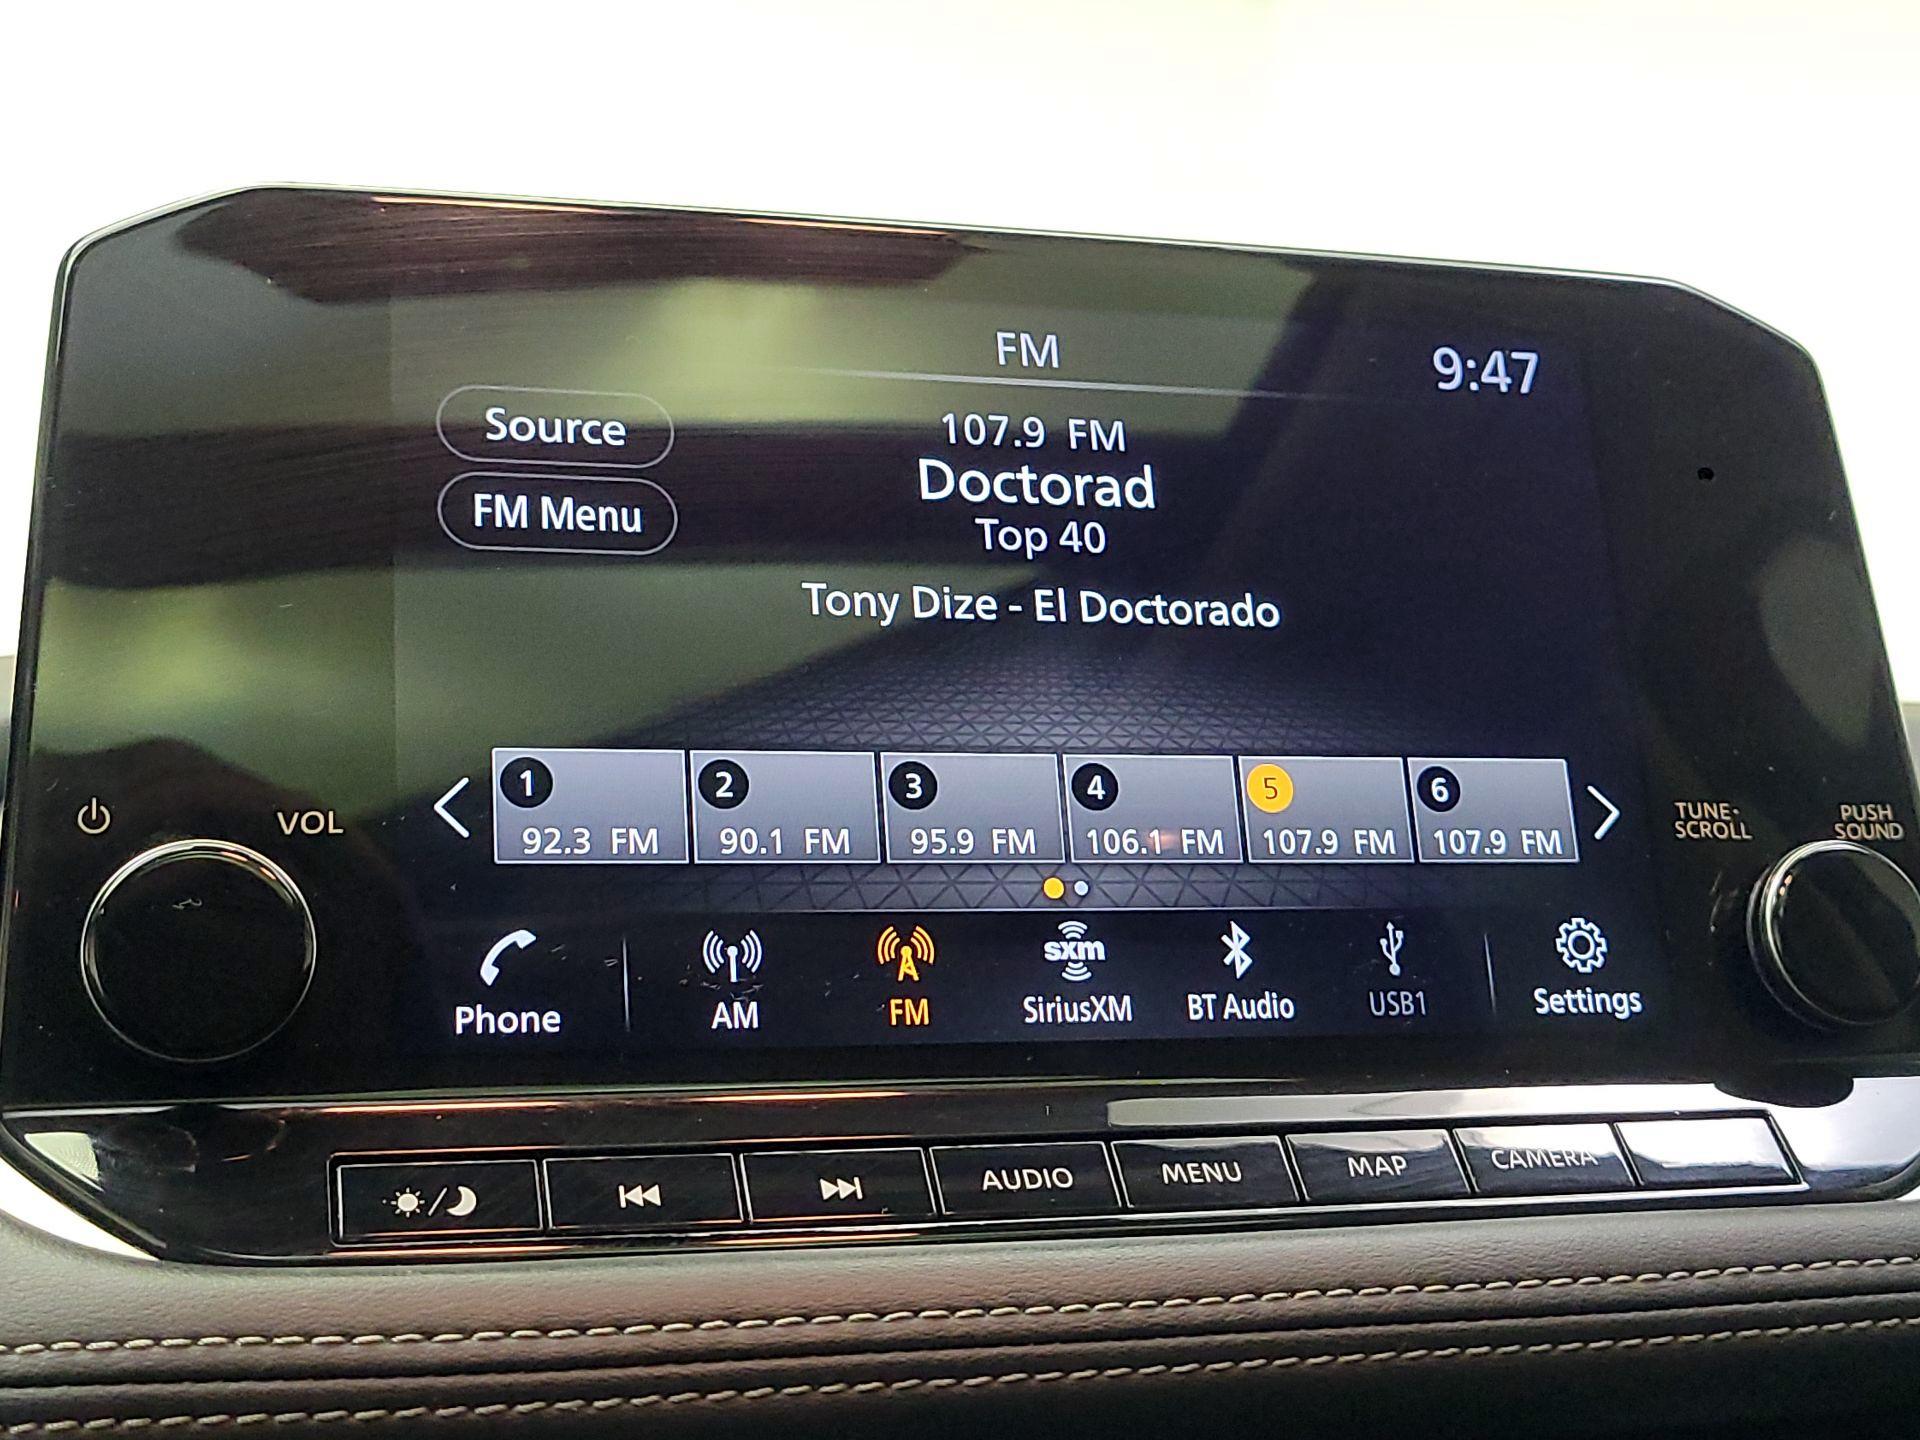 FM
9:47
Source
107.9 FM
Doctorad
FM Menu
Top 40
Tony Dize - El Doctorado
1 2 3 4 5 6
92.3 FM 90.1 FM 95.9 FM 106.1 FM 107.9 FM 107.9 FM
VOL
TUNE·
SCROLL
PUSH
SOUND
sxm
Phone AM FM SiriusXM BT Audio USB1 Settings
AUDIO MENU MAP CAMERA